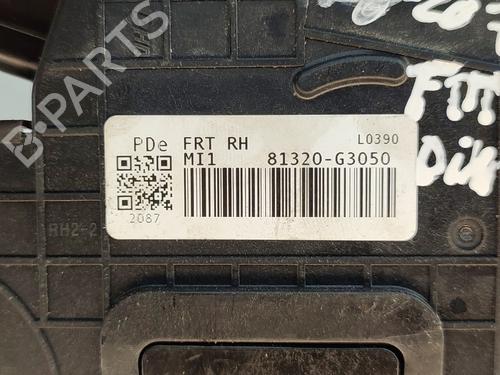 PDe FRT RH L0390
MI1 81320-G3050
2087
RH2-2
B-PARTS